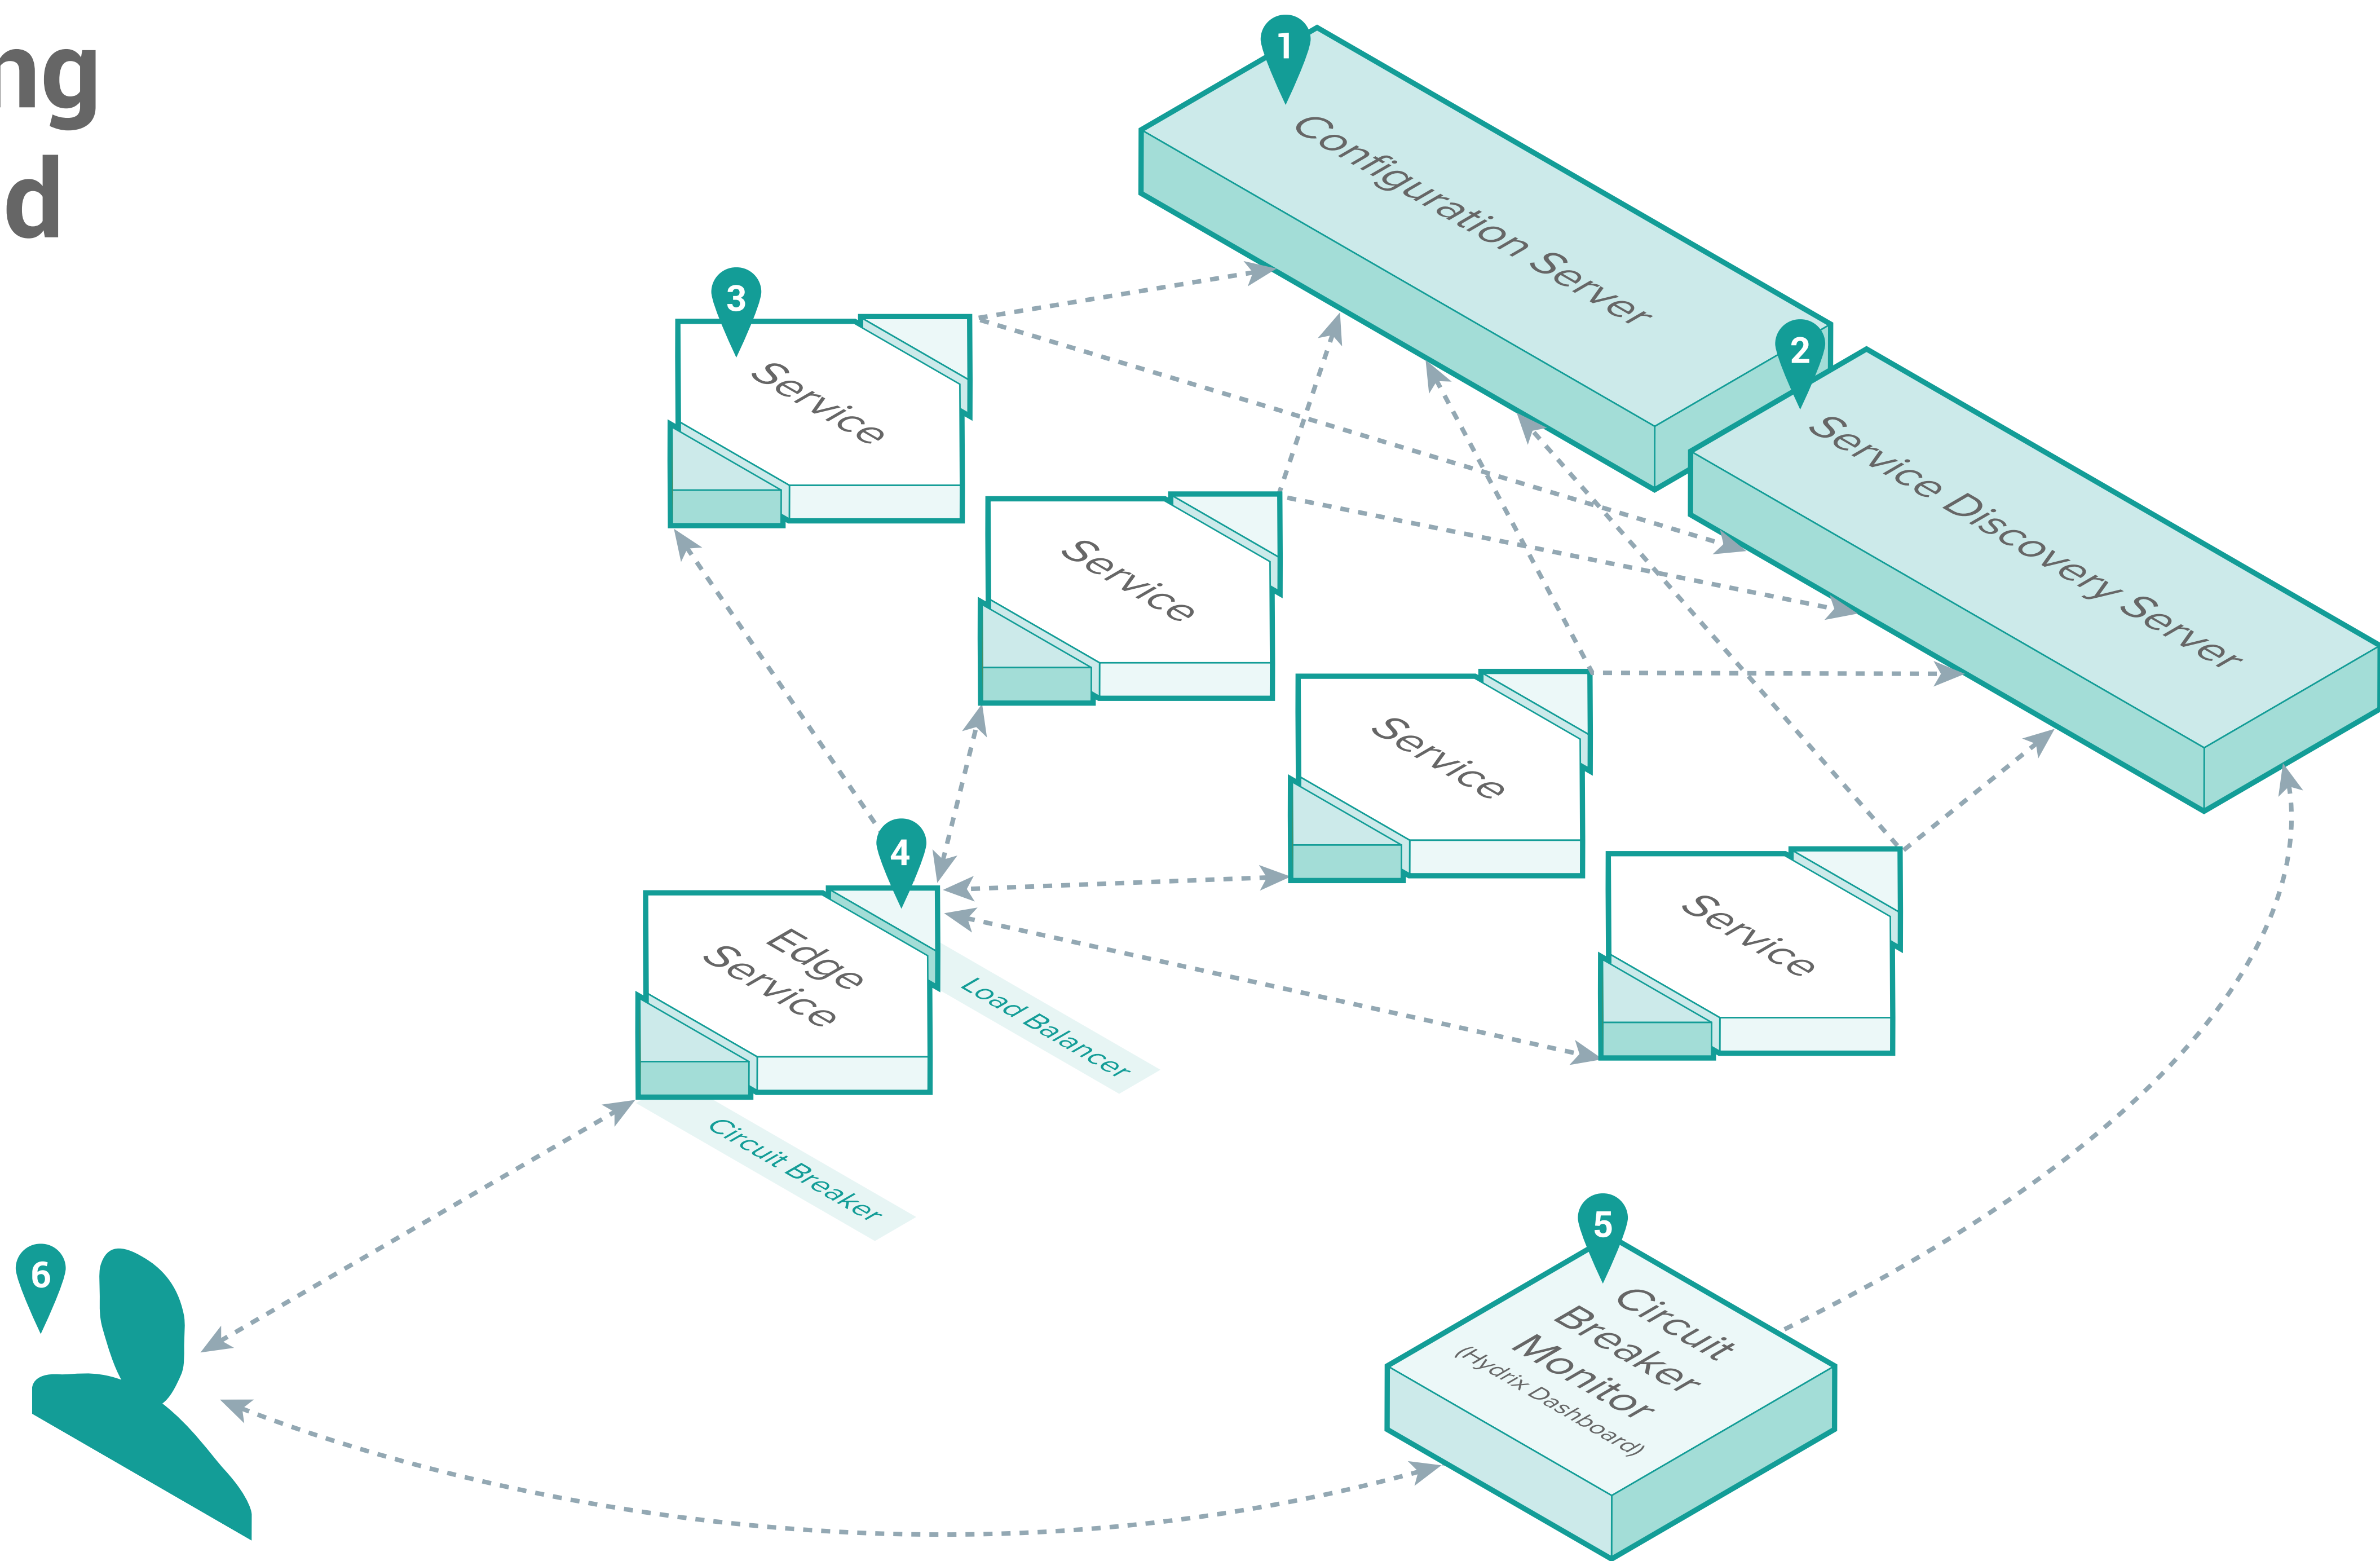 ng
d
1
Configuration Server
2
Service Discovery Server
3
Service
Service
Service
Service
4
Edge
Service
Load Balancer
Circuit Breaker
5
Circuit
Breaker
Monitor
(Hydrix Dashboard)
6